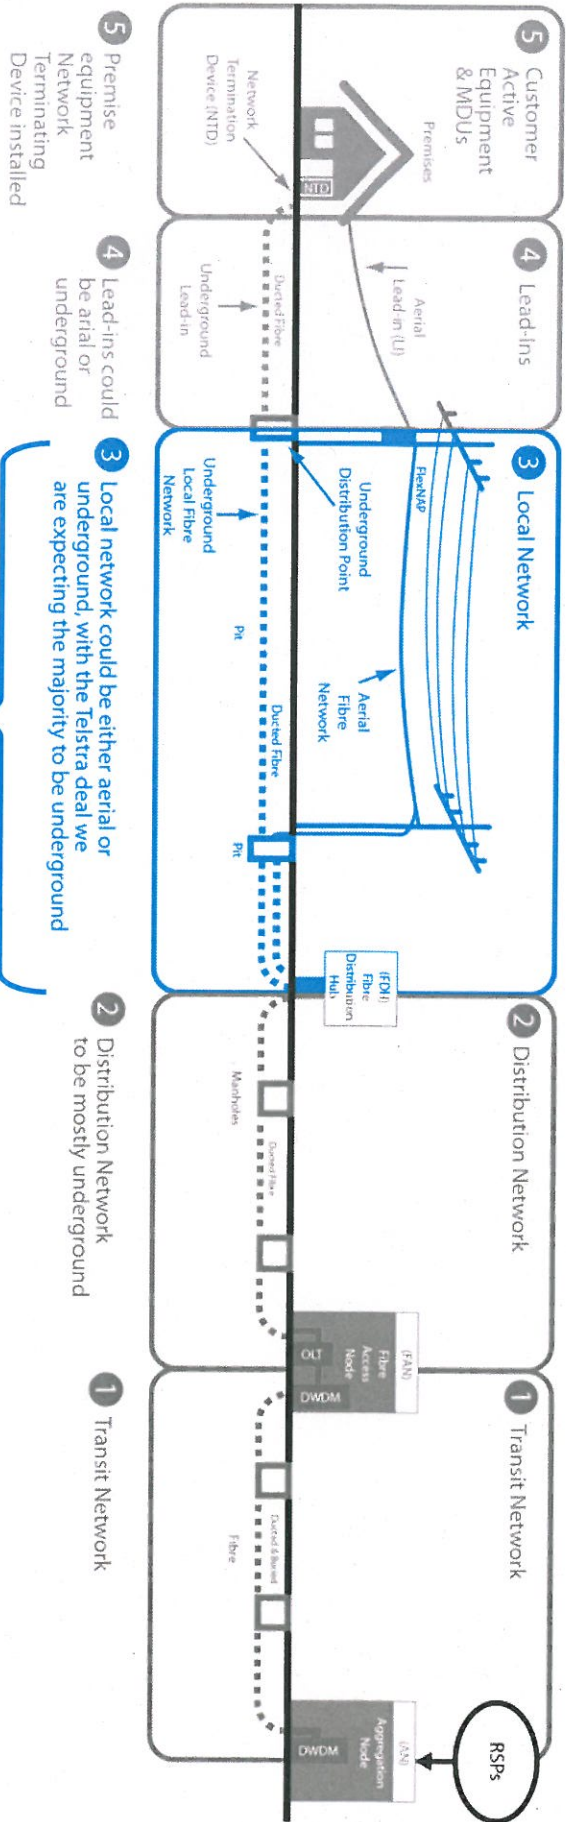 5 Customer
Active
Equipment
& MDUs
Premises
NTD
Network
Termination
Device (NTD)
4 Lead-Ins
Aerial
Lead-in (LI)
Ducted Fibre
Underground
Lead-in
3 Local Network
FlexNAP
Underground
Distribution Point
Aerial
Fibre
Network
Underground
Local Fibre
Network
Pit
Ducted Fibre
Pit
(FDH)
Fibre
Distribution
Hub
2 Distribution Network
Manholes
Ducted Fibre
(FAN)
Fibre
Access
Node
OLT
DWDM
1 Transit Network
Ducted & Buried
Fibre
RSPs
(AN)
Aggregation
Node
DWDM
5 Premise
equipment
Network
Terminating
Device installed
4 Lead-ins could
be arial or
underground
3 Local network could be either aerial or
underground, with the Telstra deal we
are expecting the majority to be underground
2 Distribution Network
to be mostly underground
1 Transit Network